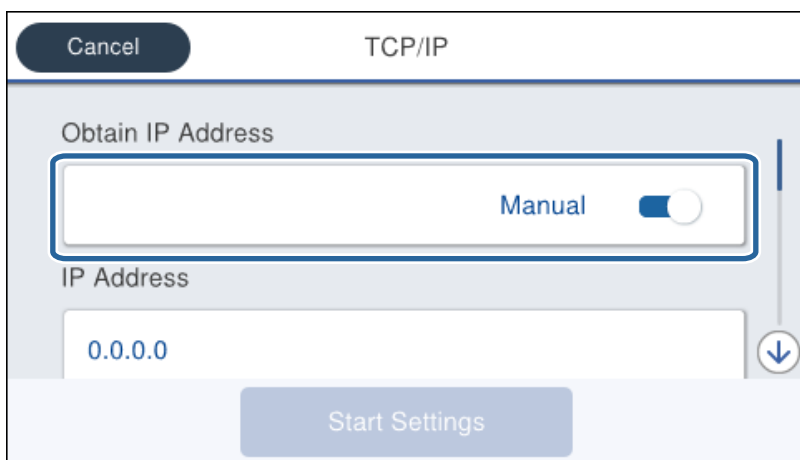 Cancel
TCP/IP
Obtain IP Address
Manual
IP Address
0.0.0.0
Start Settings